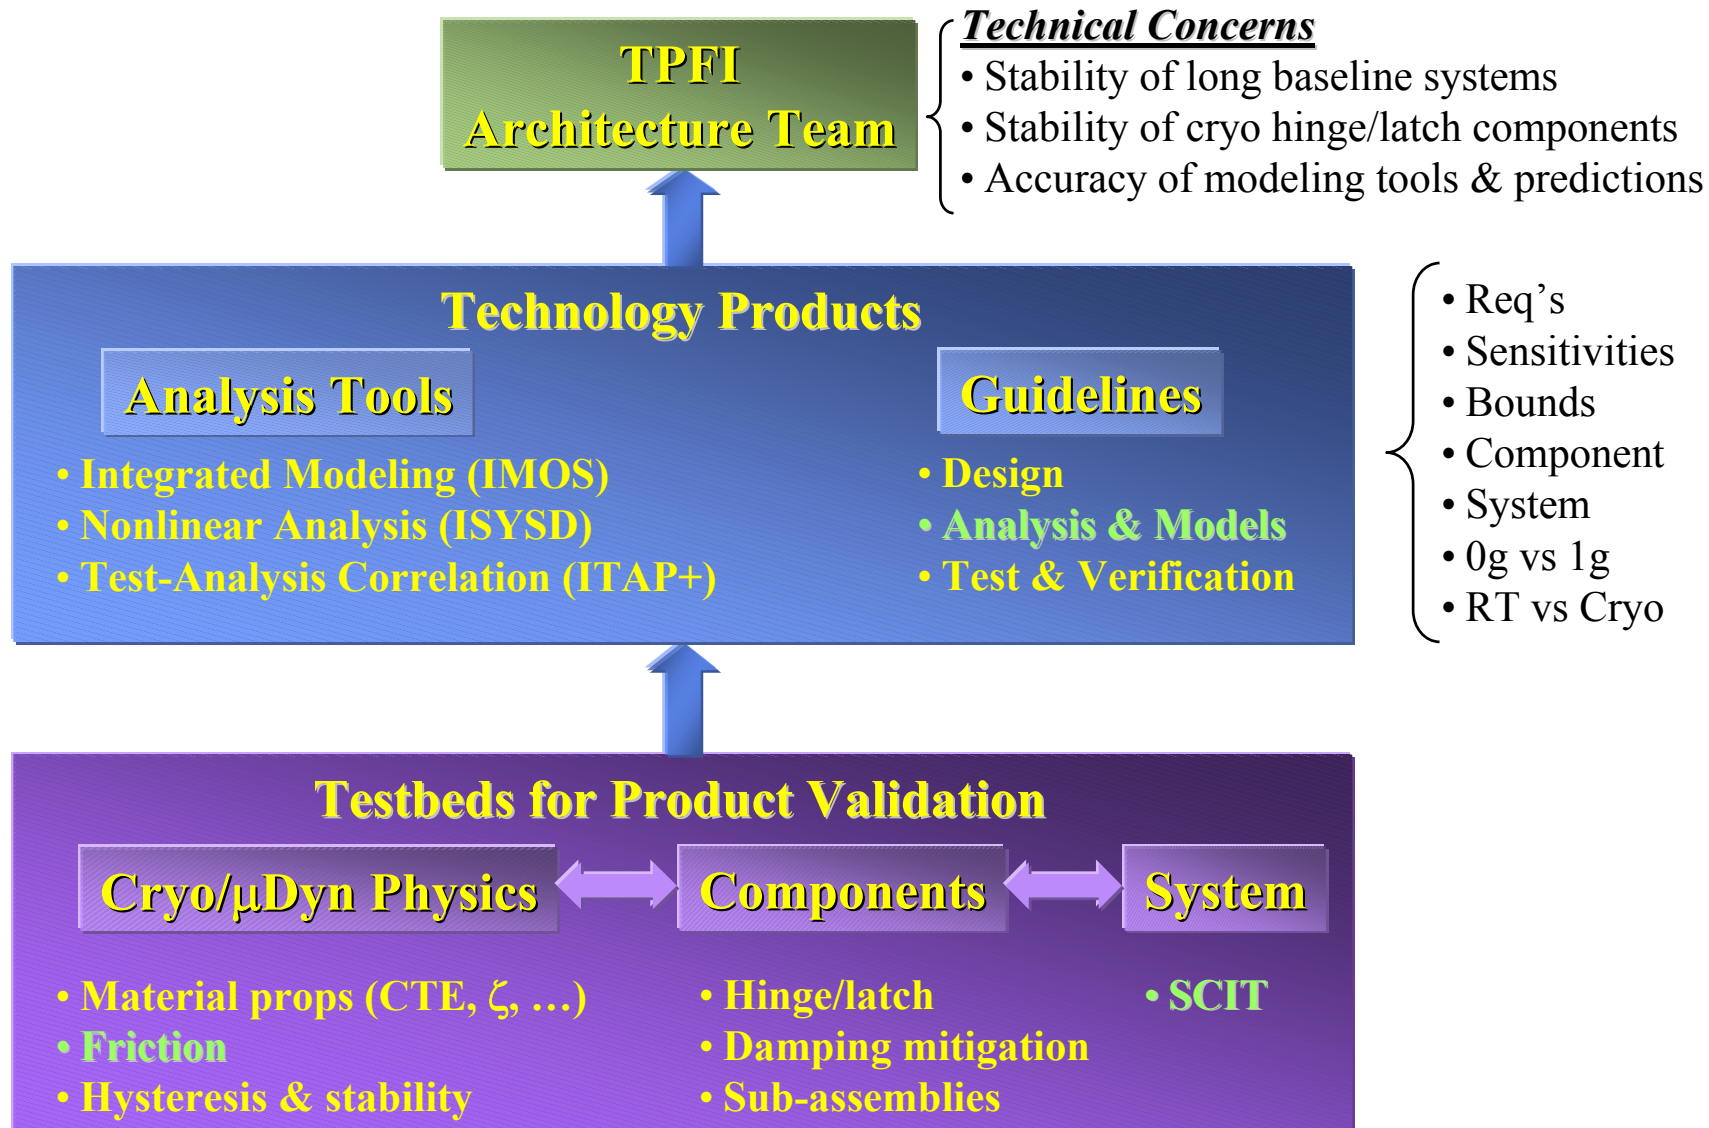 TPFI
Architecture Team
Technical Concerns
• Stability of long baseline systems
• Stability of cryo hinge/latch components
• Accuracy of modeling tools & predictions
Technology Products
Analysis Tools
• Integrated Modeling (IMOS)
• Nonlinear Analysis (ISYSD)
• Test-Analysis Correlation (ITAP+)
Guidelines
• Design
• Analysis & Models
• Test & Verification
• Req’s
• Sensitivities
• Bounds
• Component
• System
• 0g vs 1g
• RT vs Cryo
Testbeds for Product Validation
Cryo/μDyn Physics
• Material props (CTE, ζ, …)
• Friction
• Hysteresis & stability
Components
• Hinge/latch
• Damping mitigation
• Sub-assemblies
System
• SCIT